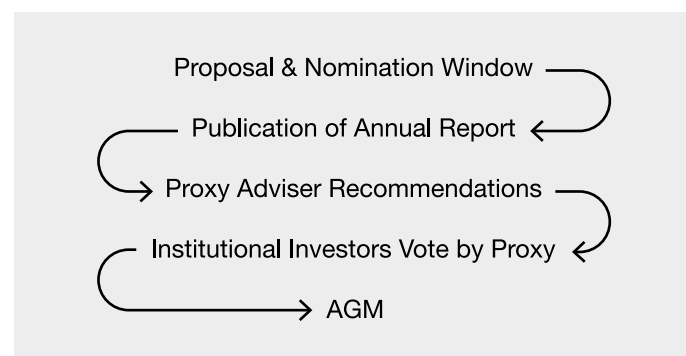 Proposal & Nomination Window
Publication of Annual Report
Proxy Adviser Recommendations
Institutional Investors Vote by Proxy
AGM